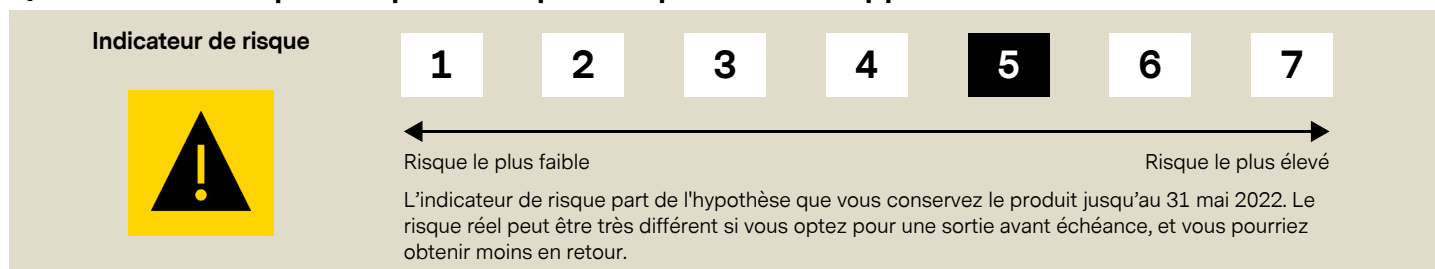 Indicateur de risque
1 2 3 4 5 6 7
Risque le plus faible
Risque le plus élevé
L’indicateur de risque part de l'hypothèse que vous conservez le produit jusqu’au 31 mai 2022. Le
risque réel peut être très différent si vous optez pour une sortie avant échéance, et vous pourriez
obtenir moins en retour.